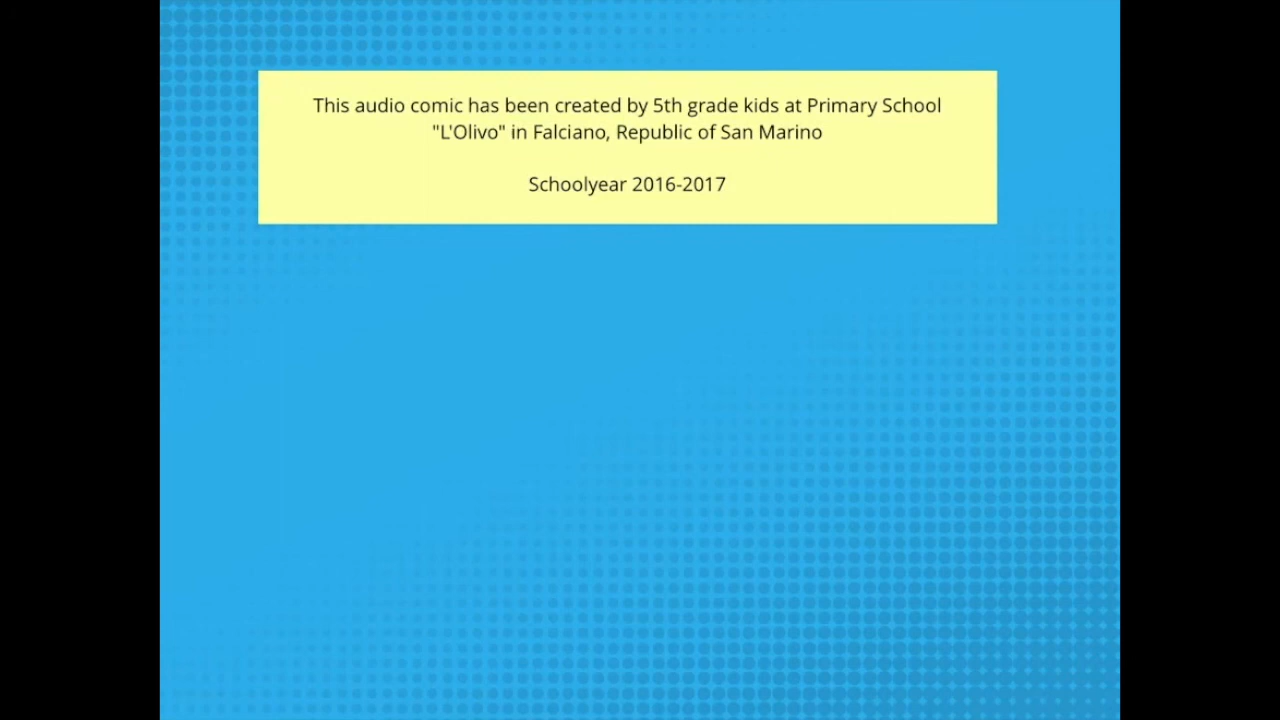 This audio comic has been created by 5th grade kids at Primary School
"L'Olivo" in Falciano, Republic of San Marino
Schoolyear 2016-2017